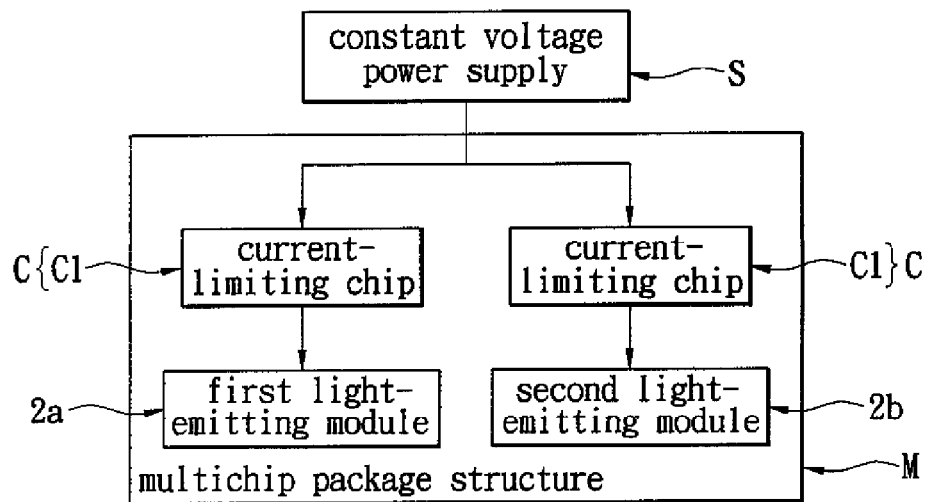 constant voltage
power supply
S
current-
limiting chip
C{C1
current-
limiting chip
C1}C
first light-
emitting module
2a
second light-
emitting module
2b
multichip package structure
M